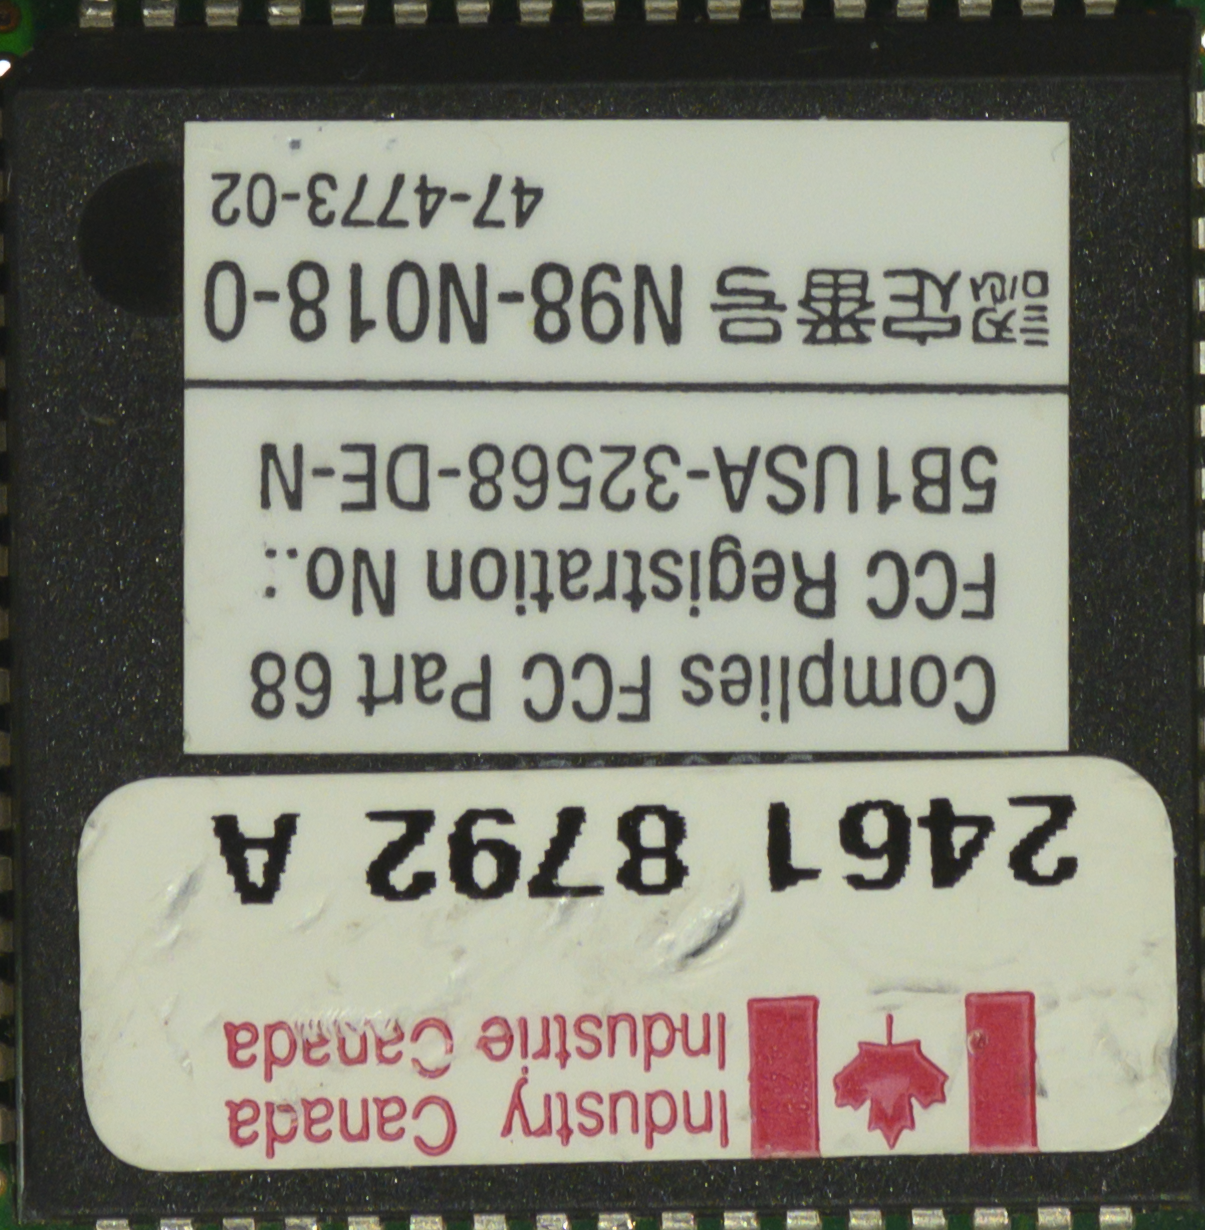 Industry Canada
Industrie Canada
2461 8792 A
Complies FCC Part 68
FCC Registration No.:
5B1USA-32568-DE-N
認定番号 N98-N018-0
47-4773-02